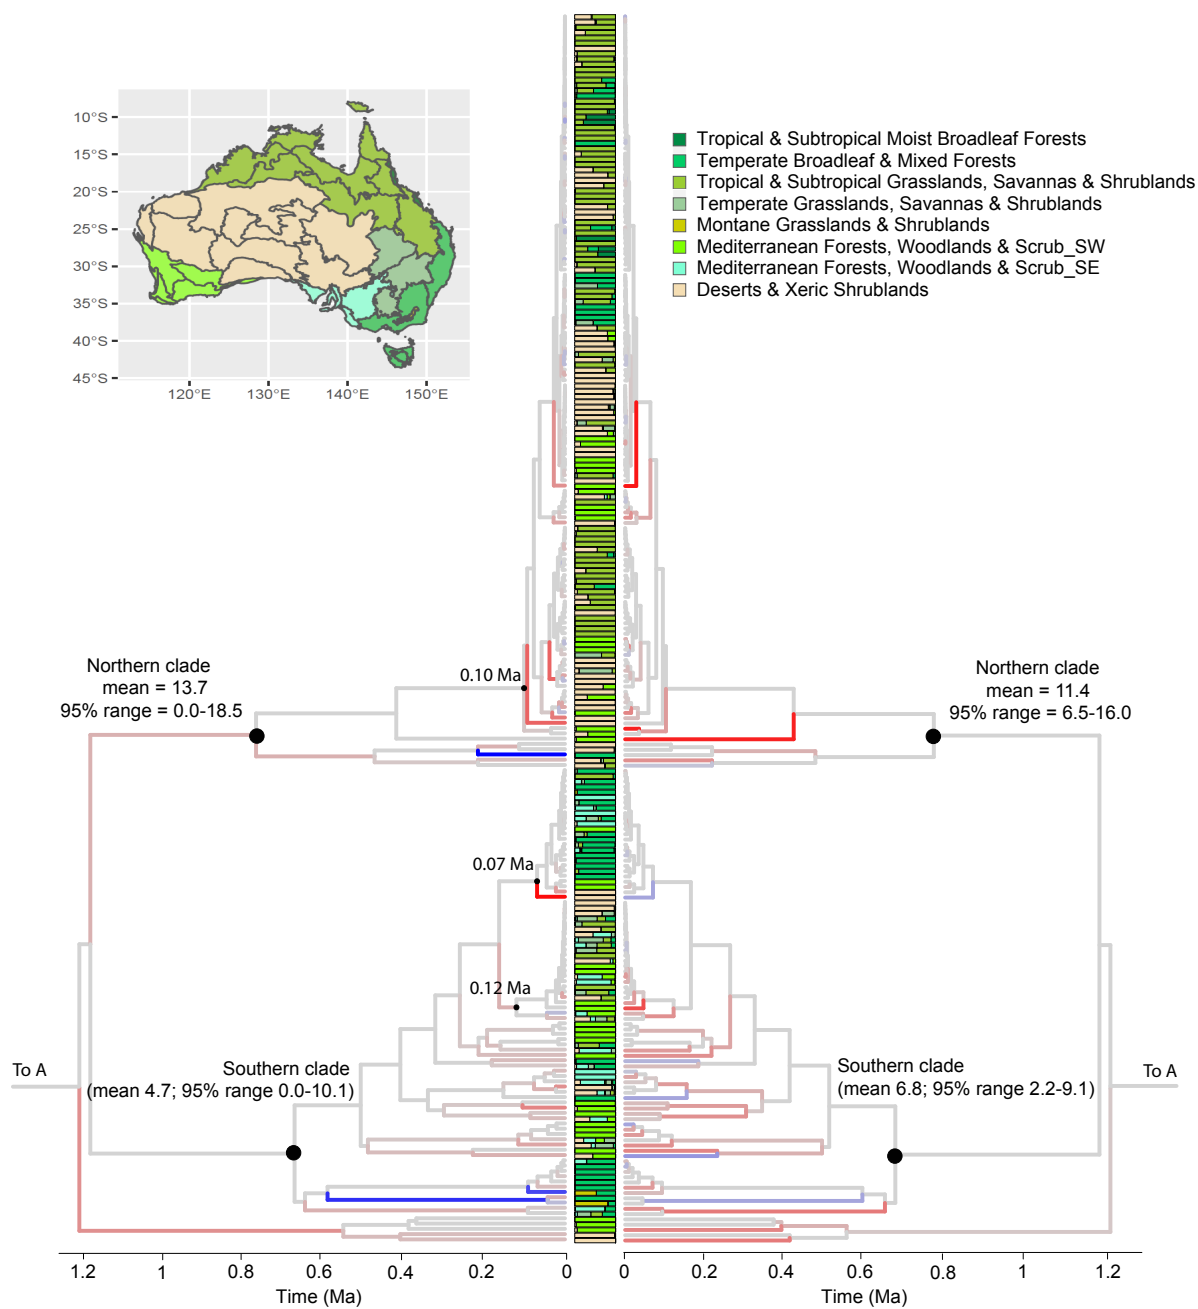 10°S
15°S
20°S
25°S
30°S
35°S
40°S
45°S
120°E 130°E 140°E 150°E
Tropical & Subtropical Moist Broadleaf Forests
Temperate Broadleaf & Mixed Forests
Tropical & Subtropical Grasslands, Savannas & Shrublands
Temperate Grasslands, Savannas & Shrublands
Montane Grasslands & Shrublands
Mediterranean Forests, Woodlands & Scrub_SW
Mediterranean Forests, Woodlands & Scrub_SE
Deserts & Xeric Shrublands
Northern clade
mean = 13.7
95% range = 0.0-18.5
0.10 Ma
Northern clade
mean = 11.4
95% range = 6.5-16.0
0.07 Ma
0.12 Ma
To A
Southern clade
(mean 4.7; 95% range 0.0-10.1)
Southern clade
(mean 6.8; 95% range 2.2-9.1)
To A
1.2 1 0.8 0.6 0.4 0.2 0
Time (Ma)
0 0.2 0.4 0.6 0.8 1 1.2
Time (Ma)